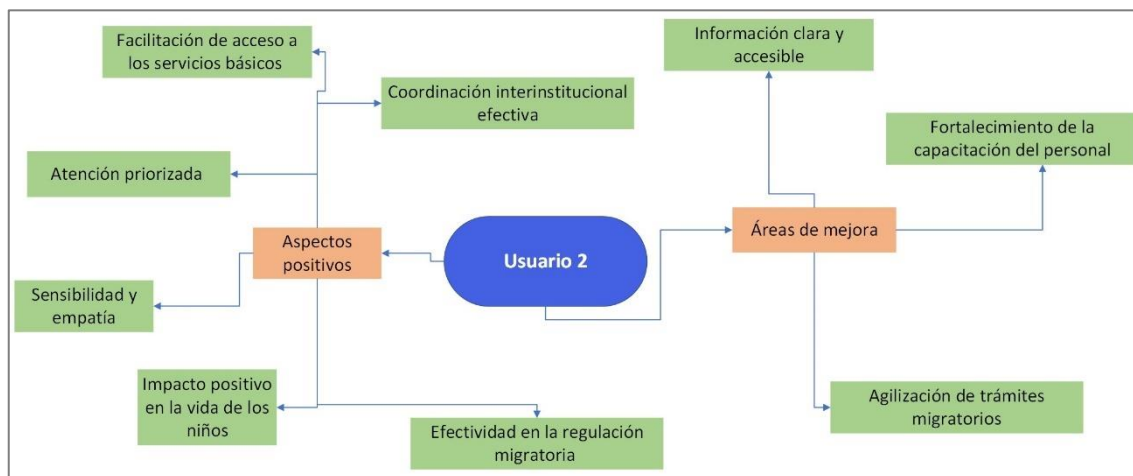 Facilitación de acceso a
los servicios básicos
Coordinación interinstitucional
efectiva
Atención priorizada
Aspectos
positivos
Sensibilidad y
empatía
Impacto positivo
en la vida de los
niños
Efectividad en la regulación
migratoria
Usuario 2
Información clara y
accesible
Fortalecimiento de la
capacitación del personal
Áreas de mejora
Agilización de trámites
migratorios